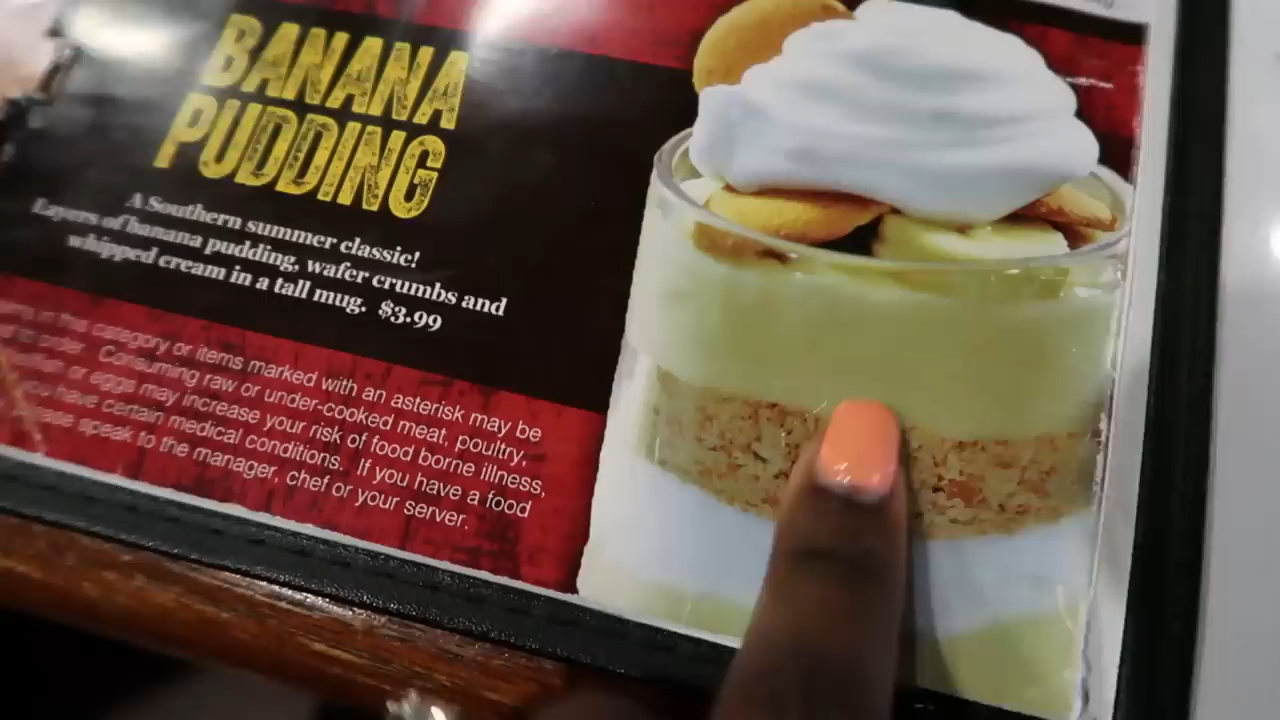 BANANA
PUDDING
A Southern summer classic!
Layers of banana pudding, wafer crumbs and
whipped cream in a tall mug. $3.99
in this category or items marked with an asterisk may be
to order. Consuming raw or under-cooked meat, poultry,
or eggs may increase your risk of food borne illness,
you have certain medical conditions. If you have a food
please speak to the manager, chef or your server.